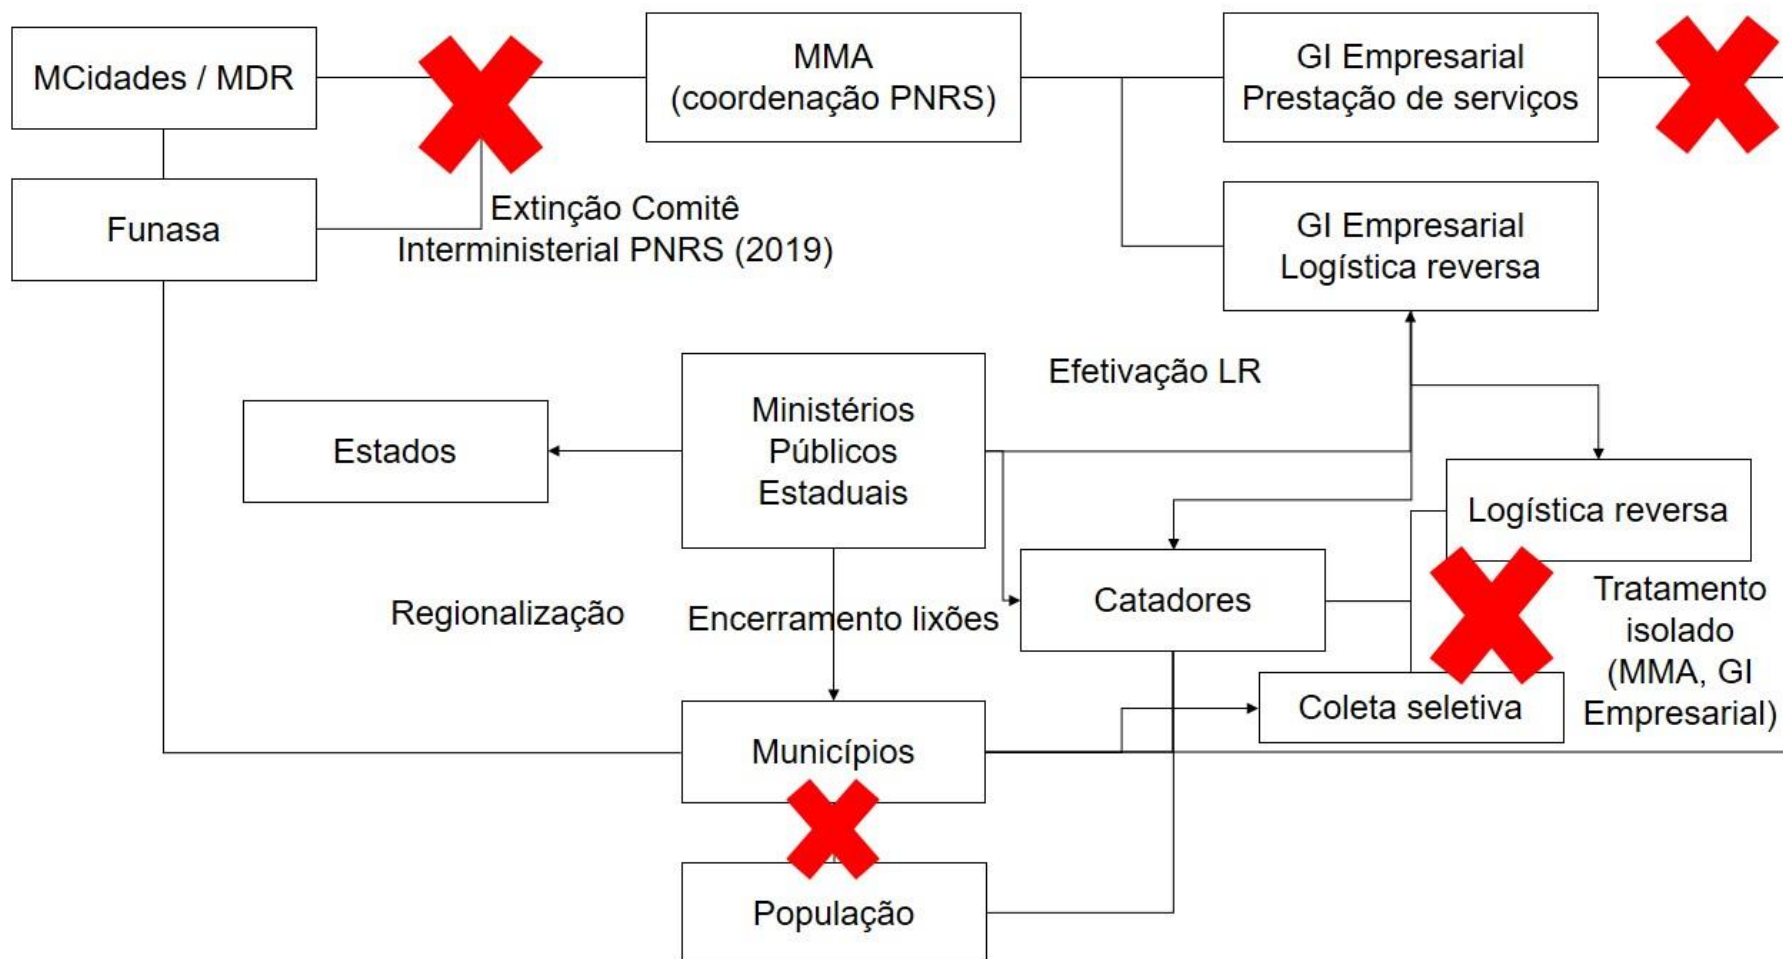 MCidades / MDR
MMA
(coordenação PNRS)
GI Empresarial
Prestação de serviços
Funasa
Extinção Comitê
Interministerial PNRS (2019)
GI Empresarial
Logística reversa
Efetivação LR
Estados
Ministérios
Públicos
Estaduais
Logística reversa
Catadores
Regionalização
Encerramento lixões
Tratamento
isolado
(MMA, GI
Empresarial)
Coleta seletiva
Municípios
População